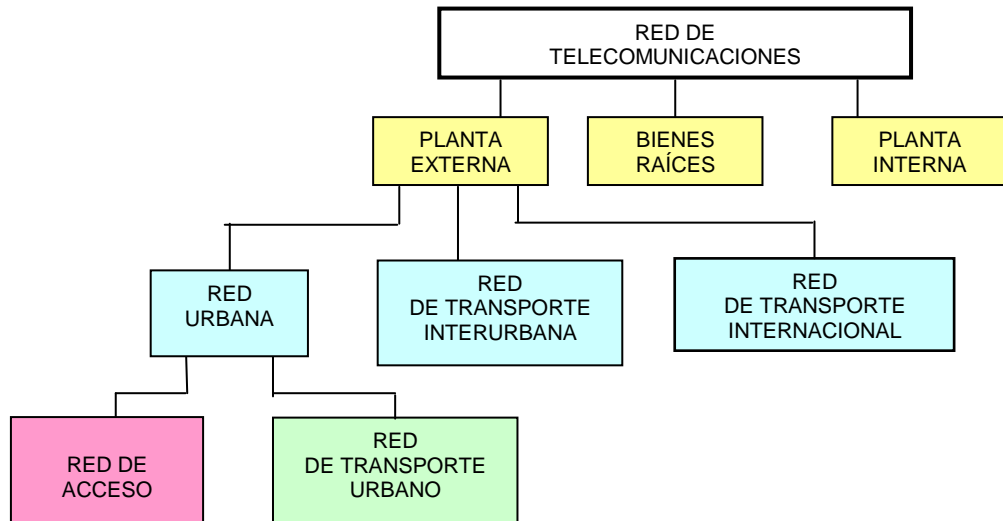 RED DE
TELECOMUNICACIONES
PLANTA
EXTERNA
BIENES
RAÍCES
PLANTA
INTERNA
RED
URBANA
RED
DE TRANSPORTE
INTERURBANA
RED
DE TRANSPORTE
INTERNACIONAL
RED DE
ACCESO
RED
DE TRANSPORTE
URBANO